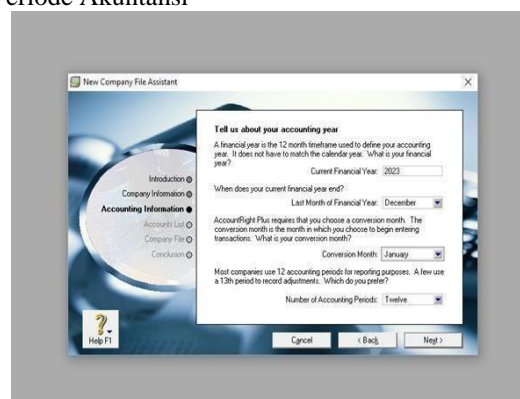 eriode Akuntansi
New Company File Assistant
Tell us about your accounting year
A financial year is the 12 month timeframe used to define your accounting
year. It does not have to match the calendar year. What is your financial
year?
Current Financial Year: 2023
When does your current financial year end?
Last Month of Financial Year: December
AccountRight Plus requires that you choose a conversion month. The
conversion month is the month in which you choose to begin entering
transactions. What is your conversion month?
Conversion Month: January
Most companies use 12 accounting periods for reporting purposes. A few use
a 13th period to record adjustments. Which do you prefer?
Number of Accounting Periods: Twelve
Introduction
Company Information
Accounting Information
Accounts List
Company File
Conclusion
Help F1
Cancel
< Back
Next >